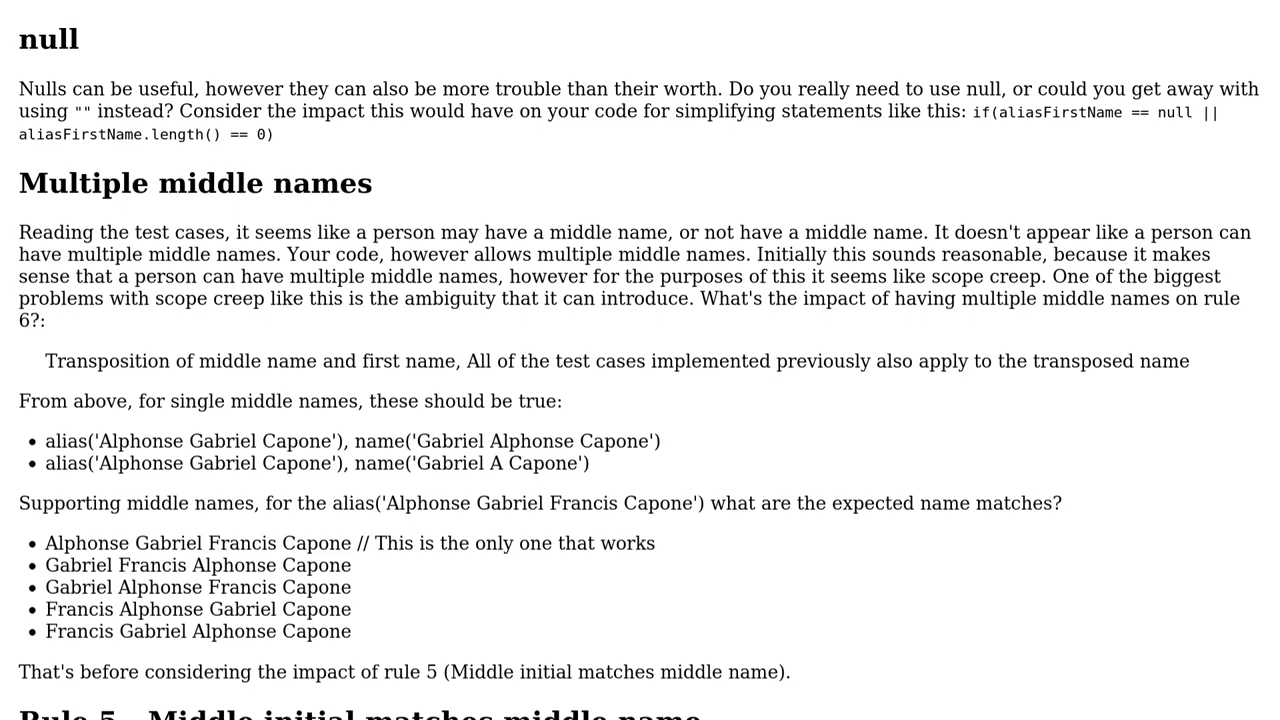 null
Nulls can be useful, however they can also be more trouble than their worth. Do you really need to use null, or could you get away with
using "" instead? Consider the impact this would have on your code for simplifying statements like this: if(aliasFirstName == null ||
aliasFirstName.length() == 0)
Multiple middle names
Reading the test cases, it seems like a person may have a middle name, or not have a middle name. It doesn't appear like a person can
have multiple middle names. Your code, however allows multiple middle names. Initially this sounds reasonable, because it makes
sense that a person can have multiple middle names, however for the purposes of this it seems like scope creep. One of the biggest
problems with scope creep like this is the ambiguity that it can introduce. What's the impact of having multiple middle names on rule
6?:
Transposition of middle name and first name, All of the test cases implemented previously also apply to the transposed name
From above, for single middle names, these should be true:
• alias('Alphonse Gabriel Capone'), name('Gabriel Alphonse Capone')
• alias('Alphonse Gabriel Capone'), name('Gabriel A Capone')
Supporting middle names, for the alias('Alphonse Gabriel Francis Capone') what are the expected name matches?
• Alphonse Gabriel Francis Capone // This is the only one that works
• Gabriel Francis Alphonse Capone
• Gabriel Alphonse Francis Capone
• Francis Alphonse Gabriel Capone
• Francis Gabriel Alphonse Capone
That's before considering the impact of rule 5 (Middle initial matches middle name).
Rule 5 - Middle initial matches middle name